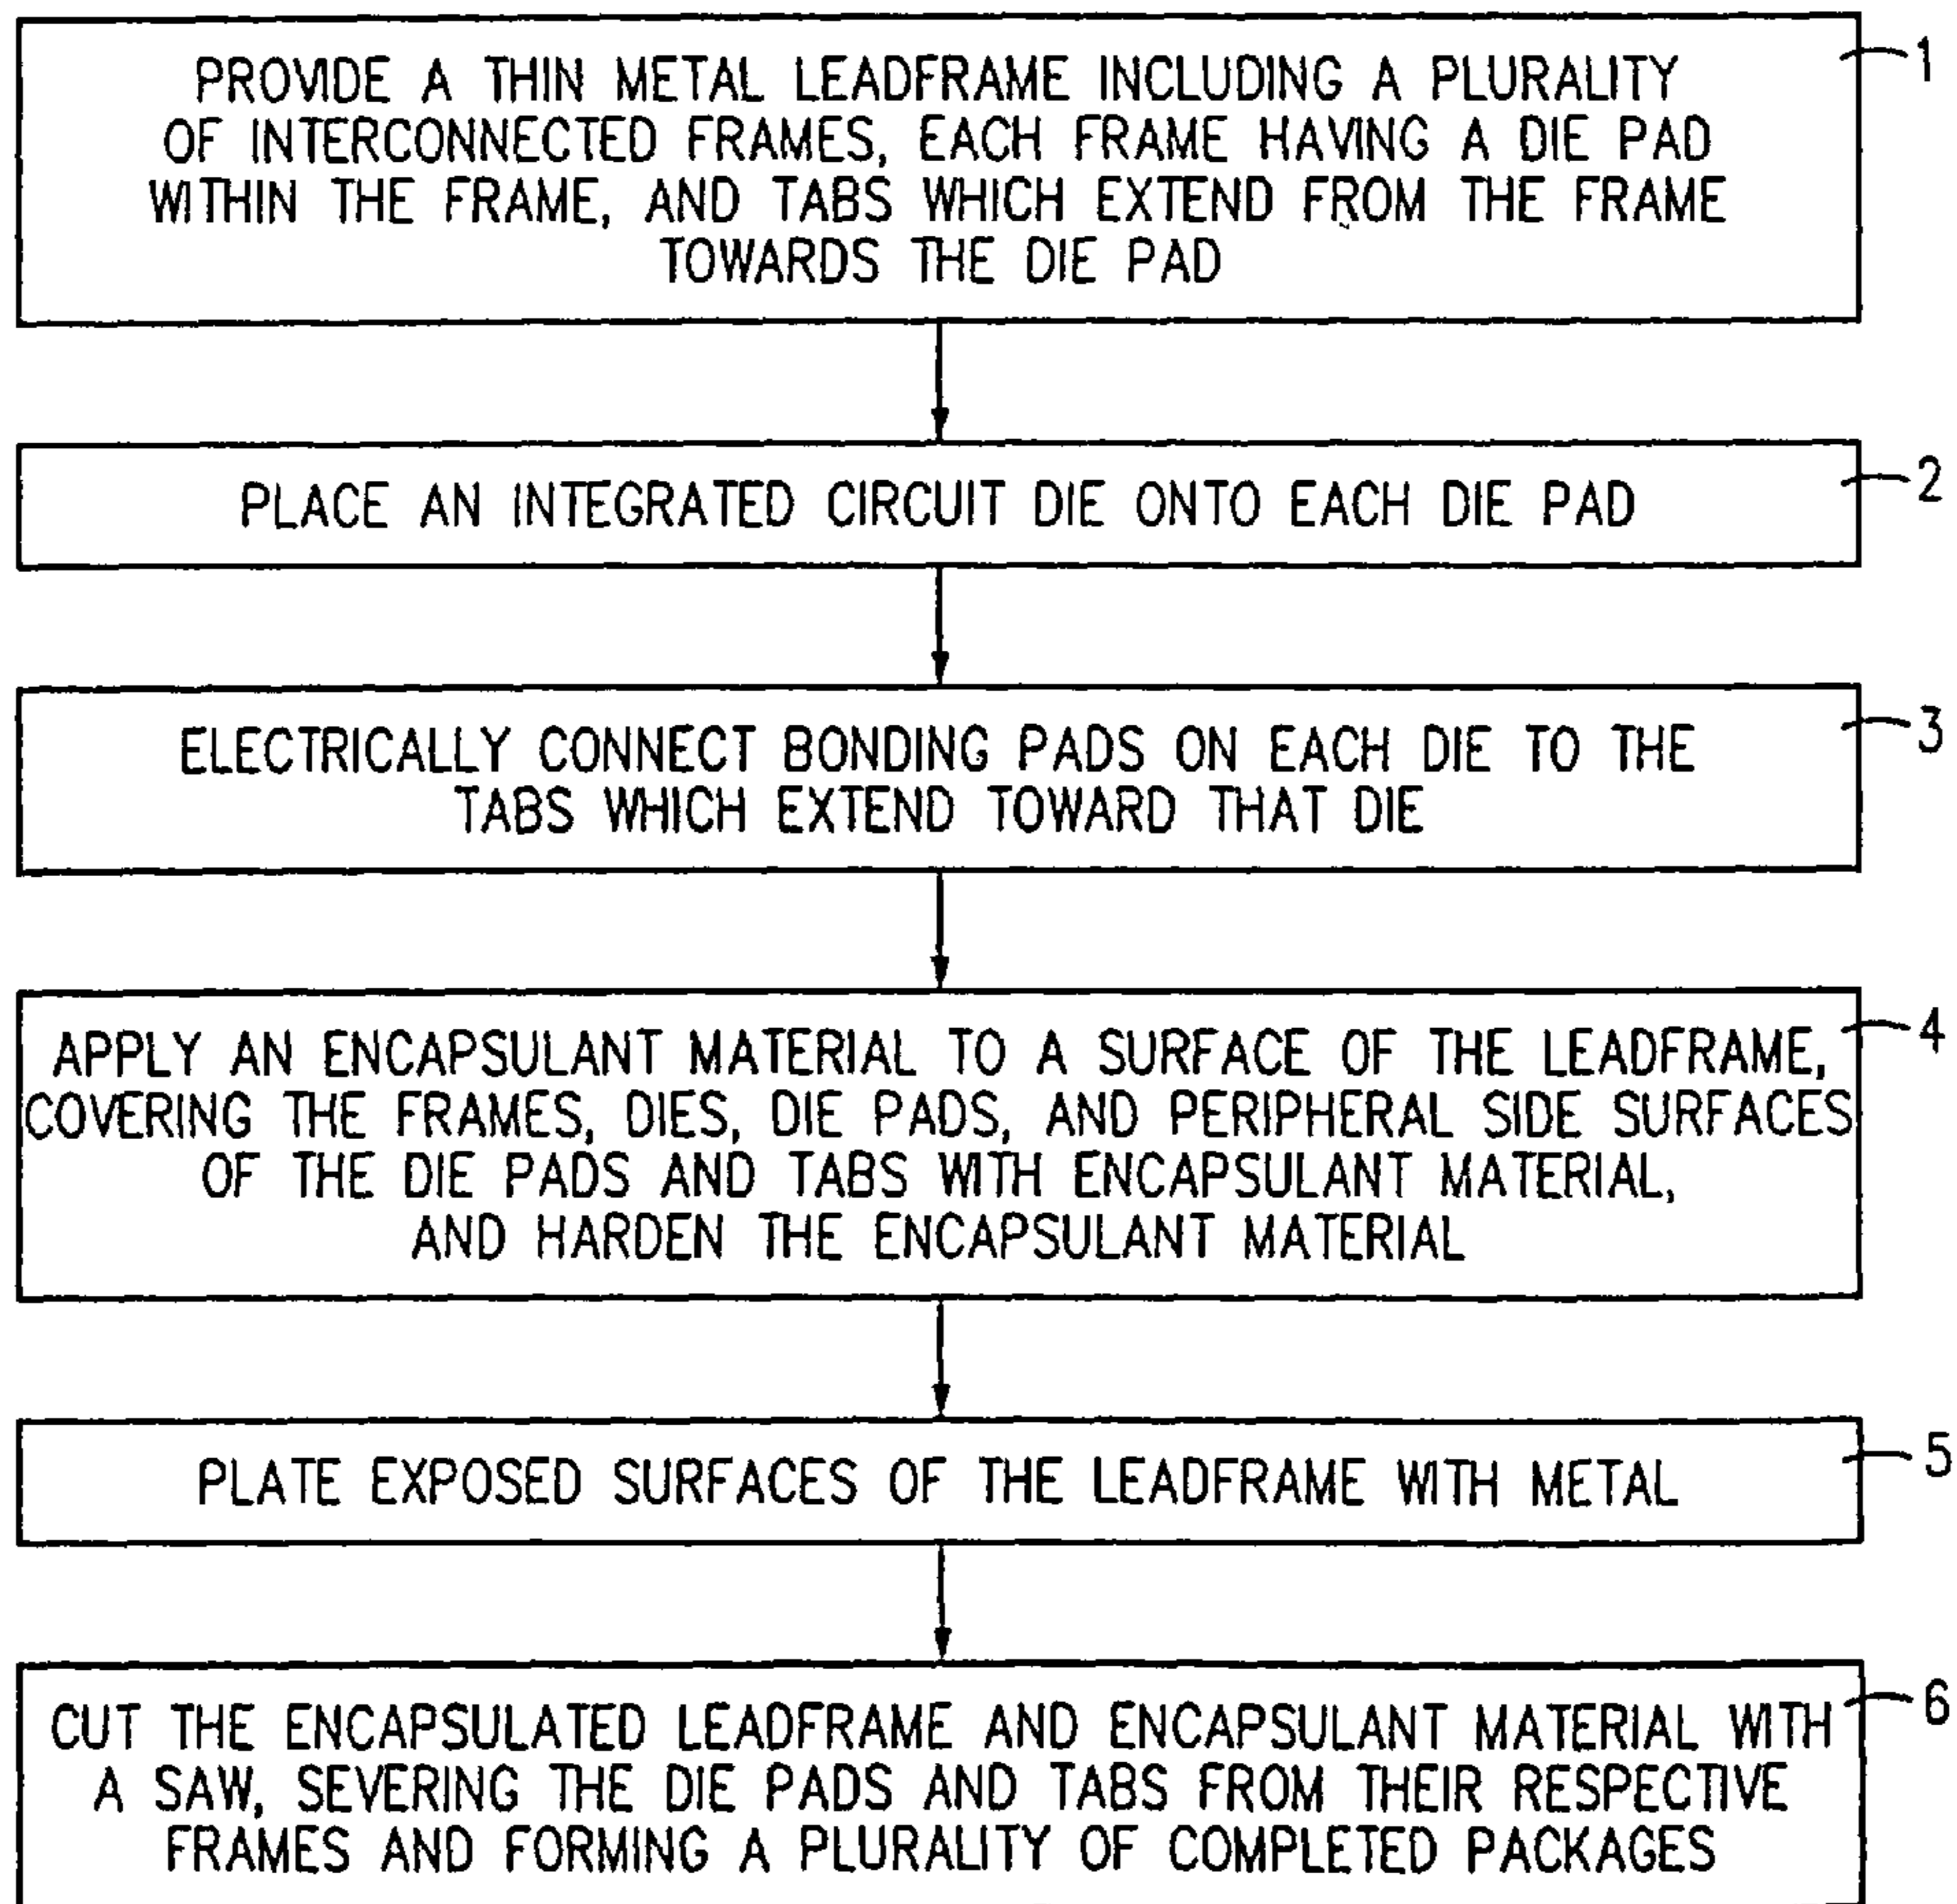 PROVIDE A THIN METAL LEADFRAME INCLUDING A PLURALITY
OF INTERCONNECTED FRAMES, EACH FRAME HAVING A DIE PAD
WITHIN THE FRAME, AND TABS WHICH EXTEND FROM THE FRAME
TOWARDS THE DIE PAD
1
PLACE AN INTEGRATED CIRCUIT DIE ONTO EACH DIE PAD
2
ELECTRICALLY CONNECT BONDING PADS ON EACH DIE TO THE
TABS WHICH EXTEND TOWARD THAT DIE
3
APPLY AN ENCAPSULANT MATERIAL TO A SURFACE OF THE LEADFRAME,
COVERING THE FRAMES, DIES, DIE PADS, AND PERIPHERAL SIDE SURFACES
OF THE DIE PADS AND TABS WITH ENCAPSULANT MATERIAL,
AND HARDEN THE ENCAPSULANT MATERIAL
4
PLATE EXPOSED SURFACES OF THE LEADFRAME WITH METAL
5
CUT THE ENCAPSULATED LEADFRAME AND ENCAPSULANT MATERIAL WITH
A SAW, SEVERING THE DIE PADS AND TABS FROM THEIR RESPECTIVE
FRAMES AND FORMING A PLURALITY OF COMPLETED PACKAGES
6